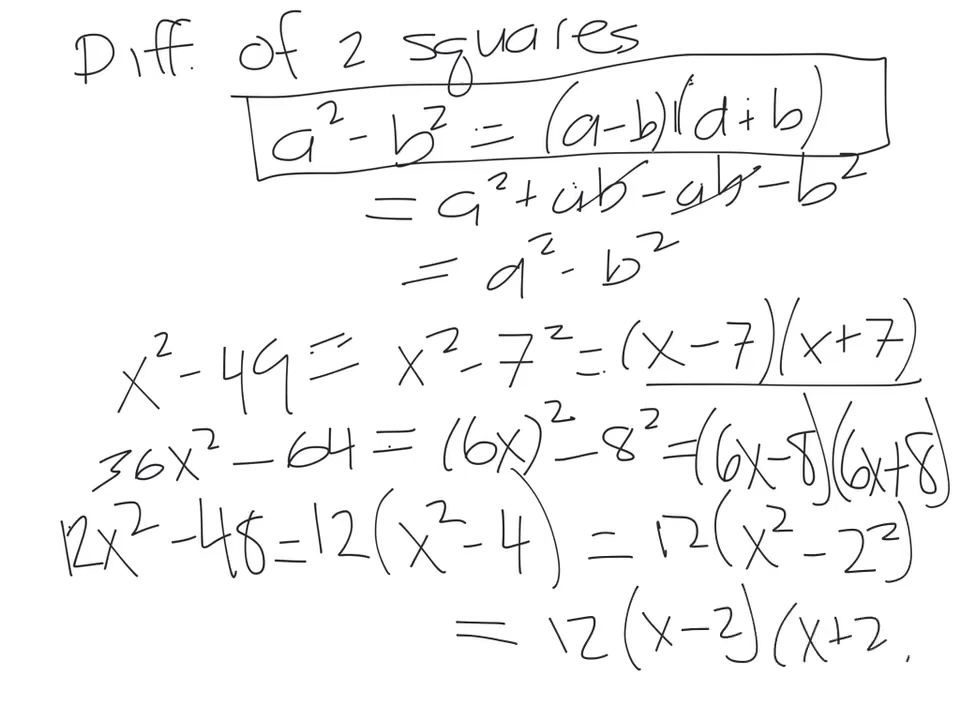 Diff. of 2 squares
a² - b² = (a-b)(a+b)
= a² + ab - ab - b²
= a² - b²
x² - 49 = x² - 7² = (x-7)(x+7)
36x² - 64 = (6x)² - 8² = (6x-8)(6x+8)
12x² - 48 = 12(x² - 4) = 12(x² - 2²)
= 12(x-2)(x+2.